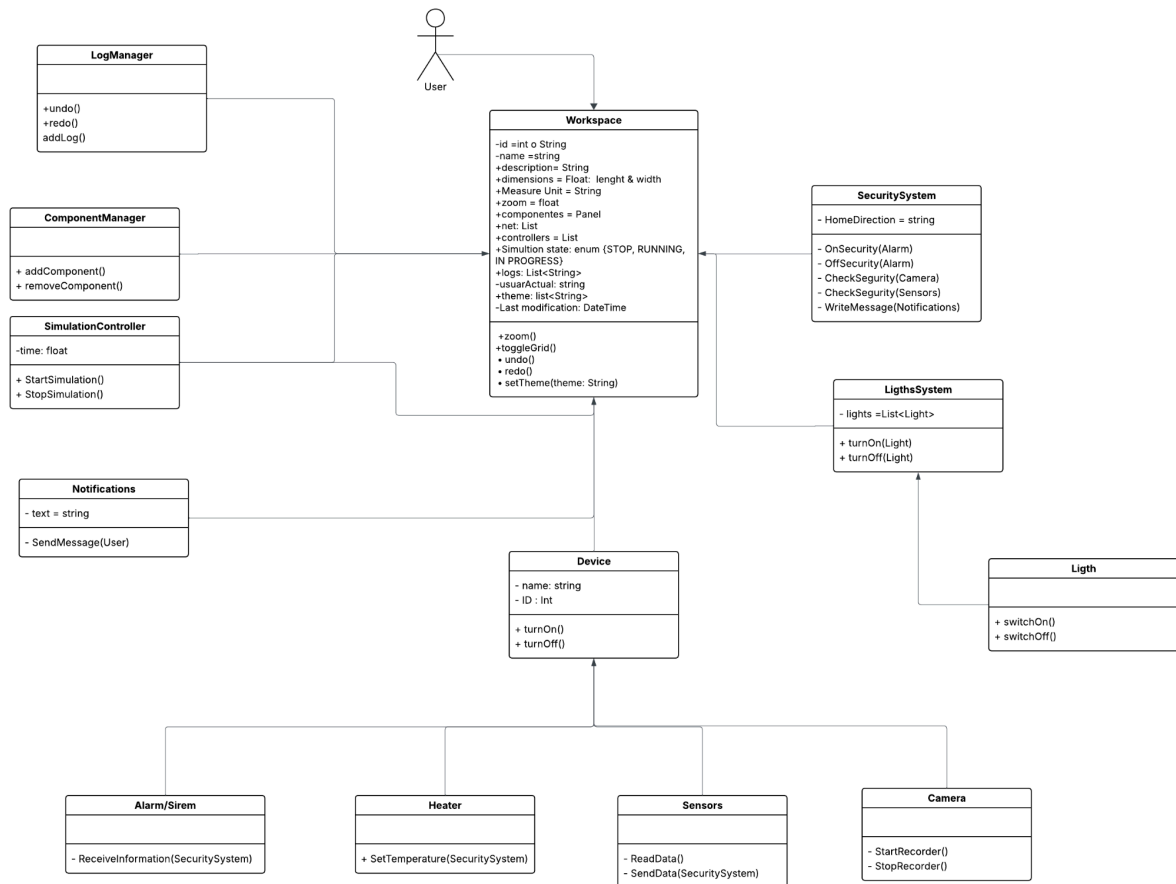 User
LogManager
+undo()
+redo()
addLog()
Workspace
-id =int o String
-name =string
+description= String
+dimensions = Float:  lenght & width
+Measure Unit = String
+zoom = float
+componentes = Panel
+net: List
+controllers = List
+Simultion state: enum {STOP, RUNNING,
IN PROGRESS}
+logs: List<String>
-usuarActual: string
+theme: list<String>
-Last modification: DateTime
+zoom()
+toggleGrid()
• undo()
• redo()
• setTheme(theme: String)
ComponentManager
+ addComponent()
+ removeComponent()
SecuritySystem
- HomeDirection = string
- OnSecurity(Alarm)
- OffSecurity(Alarm)
- CheckSegurity(Camera)
- CheckSegurity(Sensors)
- WriteMessage(Notifications)
SimulationController
-time: float
+ StartSimulation()
+ StopSimulation()
LigthsSystem
- lights =List<Light>
+ turnOn(Light)
+ turnOff(Light)
Notifications
- text = string
- SendMessage(User)
Device
- name: string
- ID : Int
+ turnOn()
+ turnOff()
Ligth
+ switchOn()
+ switchOff()
Alarm/Sirem
- ReceiveInformation(SecuritySystem)
Heater
+ SetTemperature(SecuritySystem)
Sensors
- ReadData()
- SendData(SecuritySystem)
Camera
- StartRecorder()
- StopRecorder()